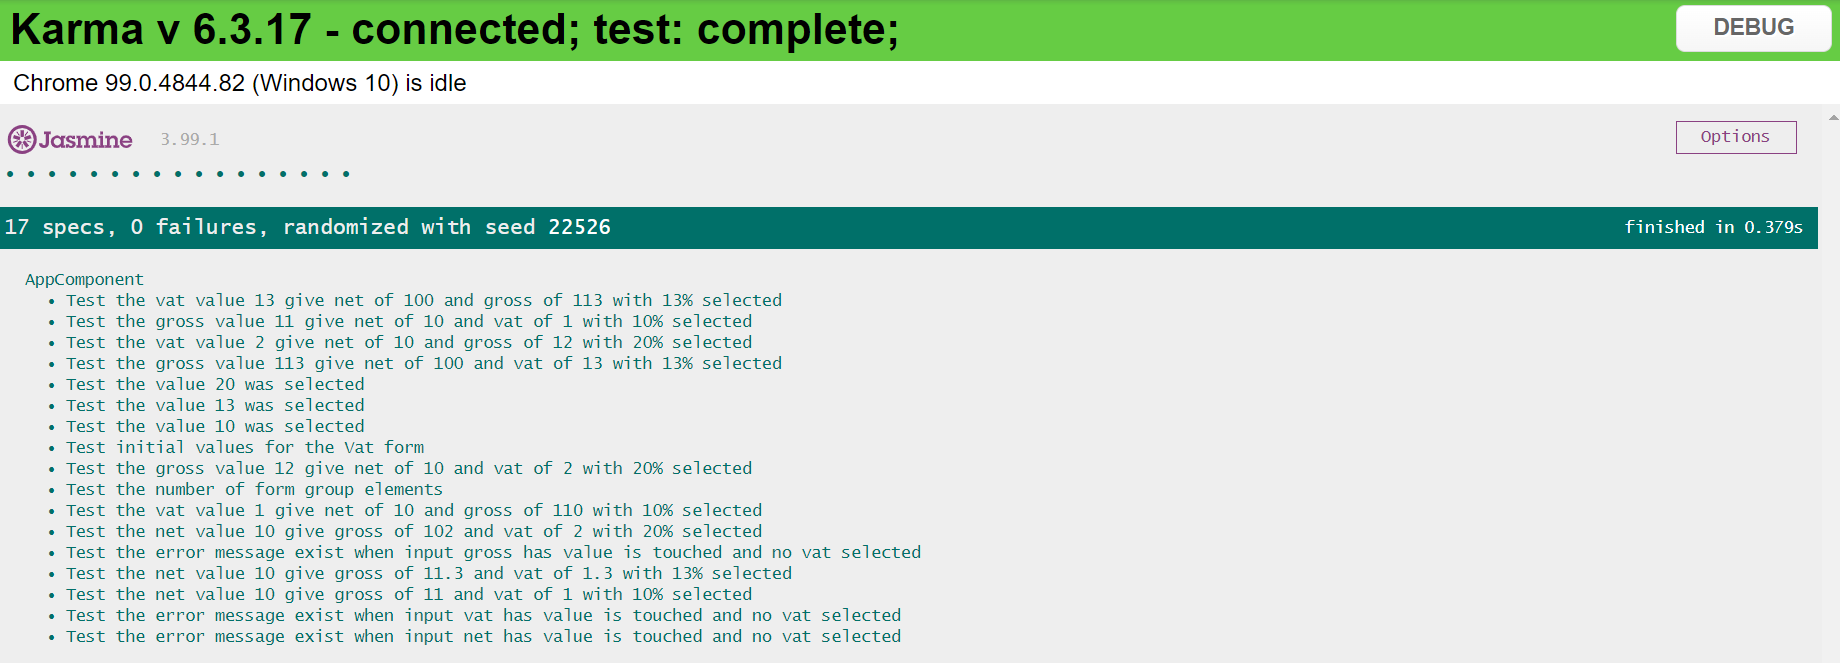 Karma v 6.3.17 - connected; test: complete;
DEBUG
Chrome 99.0.4844.82 (Windows 10) is idle
Jasmine 3.99.1
Options
17 specs, 0 failures, randomized with seed 22526
finished in 0.379s
AppComponent
• Test the vat value 13 give net of 100 and gross of 113 with 13% selected
• Test the gross value 11 give net of 10 and vat of 1 with 10% selected
• Test the vat value 2 give net of 10 and gross of 12 with 20% selected
• Test the gross value 113 give net of 100 and vat of 13 with 13% selected
• Test the value 20 was selected
• Test the value 13 was selected
• Test the value 10 was selected
• Test initial values for the Vat form
• Test the gross value 12 give net of 10 and vat of 2 with 20% selected
• Test the number of form group elements
• Test the vat value 1 give net of 10 and gross of 110 with 10% selected
• Test the net value 10 give gross of 102 and vat of 2 with 20% selected
• Test the error message exist when input gross has value is touched and no vat selected
• Test the net value 10 give gross of 11.3 and vat of 1.3 with 13% selected
• Test the net value 10 give gross of 11 and vat of 1 with 10% selected
• Test the error message exist when input vat has value is touched and no vat selected
• Test the error message exist when input net has value is touched and no vat selected